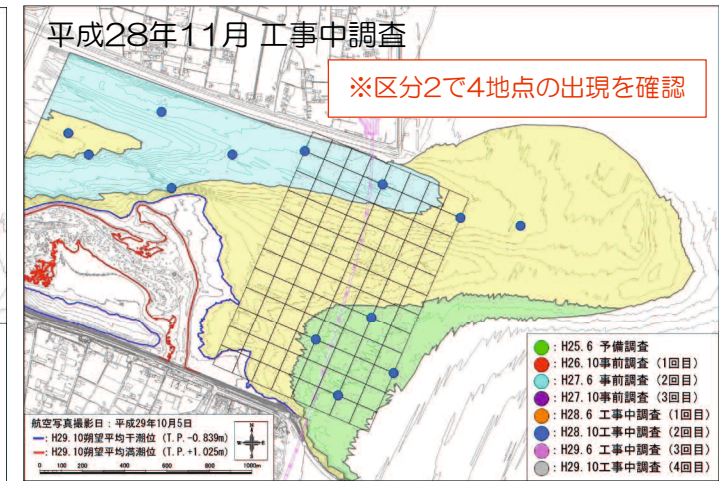 平成28年11月 工事中調査
※区分2で4地点の出現を確認
: H25.6 予備調査
: H26.10事前調査 (1回目)
: H27.6 事前調査 (2回目)
: H27.10事前調査 (3回目)
: H28.6 工事中調査 (1回目)
: H28.10工事中調査 (2回目)
: H29.6 工事中調査 (3回目)
: H29.10工事中調査 (4回目)
航空写真撮影日：平成29年10月5日
: H29.10朔望平均干潮位 (T.P.-0.839m)
: H29.10朔望平均満潮位 (T.P.+1.025m)
0 100 200 400 600 800 1000m